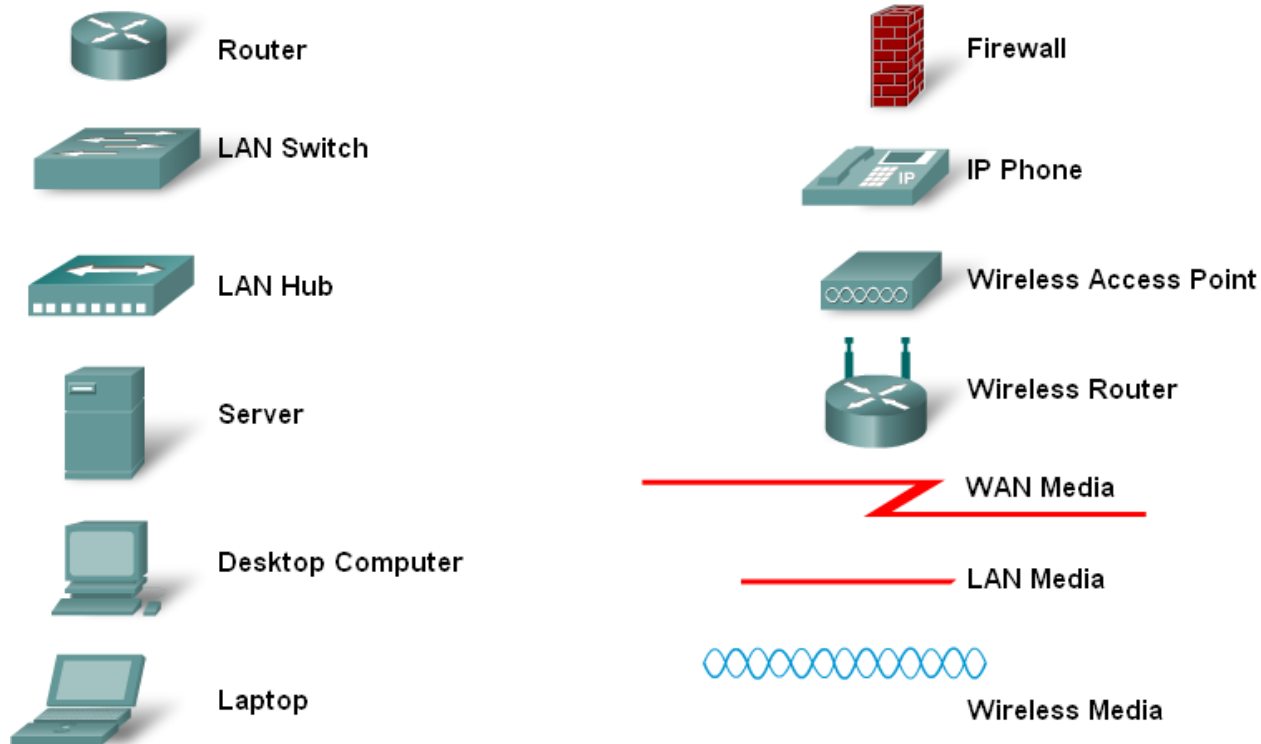 Router
LAN Switch
LAN Hub
Server
Desktop Computer
Laptop
Firewall
IP
IP Phone
Wireless Access Point
Wireless Router
WAN Media
LAN Media
Wireless Media